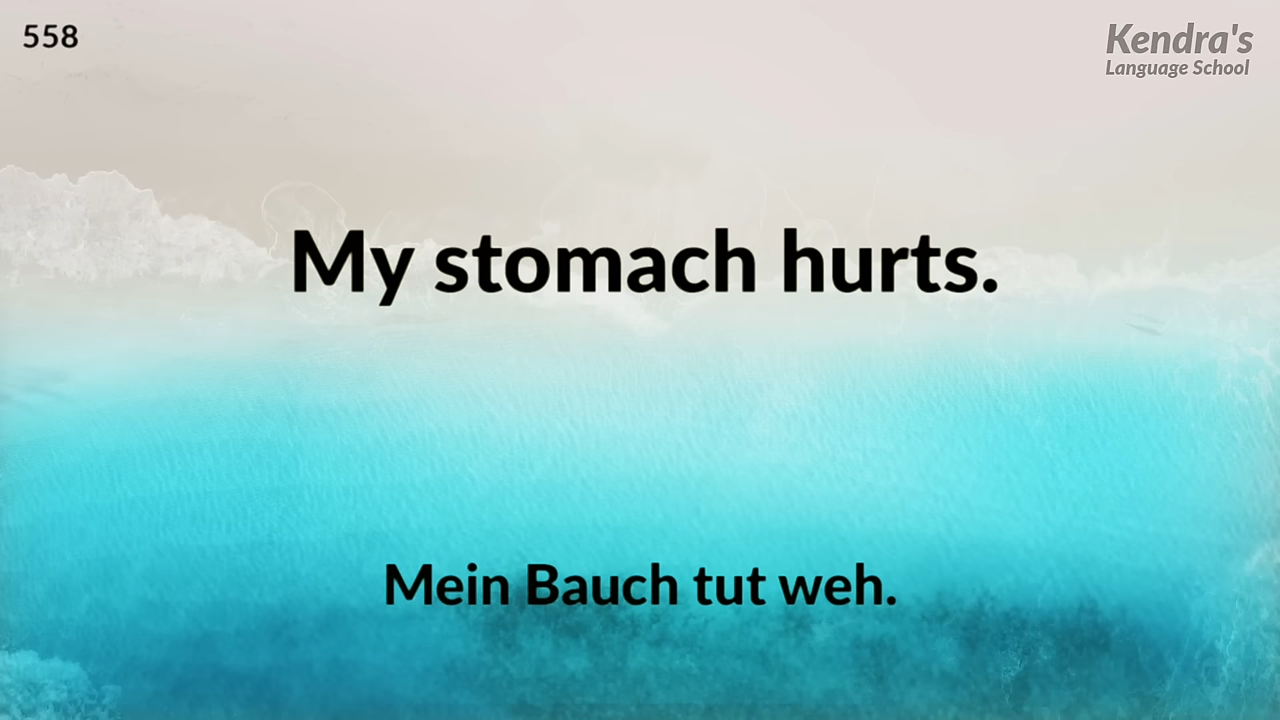 558
Kendra's
Language School
My stomach hurts.
Mein Bauch tut weh.